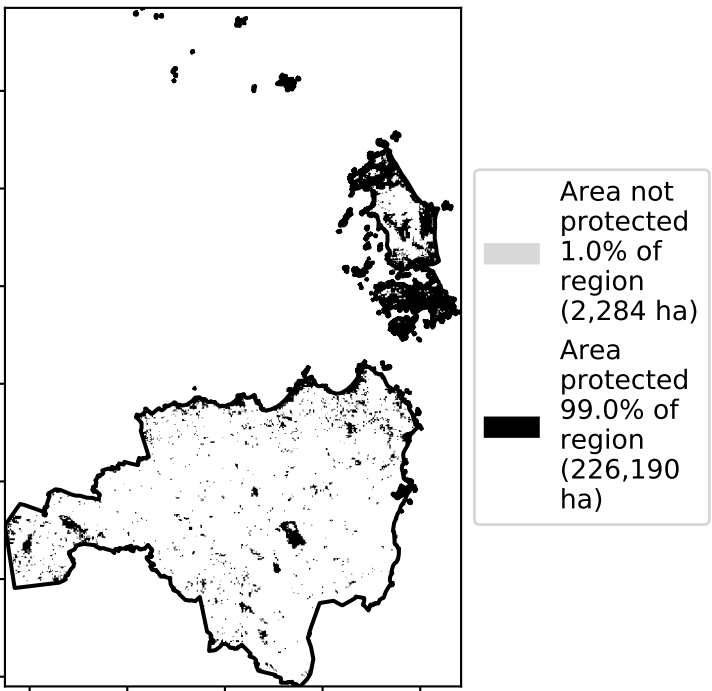 Area not
protected
1.0% of
region
(2,284 ha)
Area
protected
99.0% of
region
(226,190
ha)